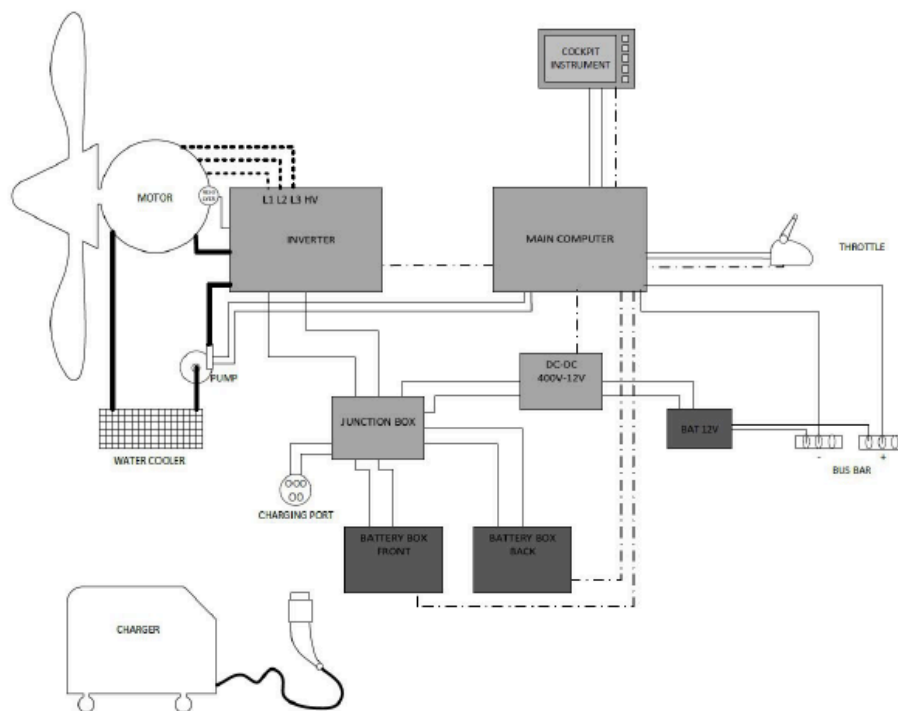 COCKPIT
INSTRUMENT
MOTOR
L1 L2 L3 HV
INVERTER
MAIN COMPUTER
THROTTLE
PUMP
DC-DC
400V-12V
JUNCTION BOX
BAT 12V
WATER COOLER
- +
BUS BAR
CHARGING PORT
BATTERY BOX
FRONT
BATTERY BOX
BACK
CHARGER